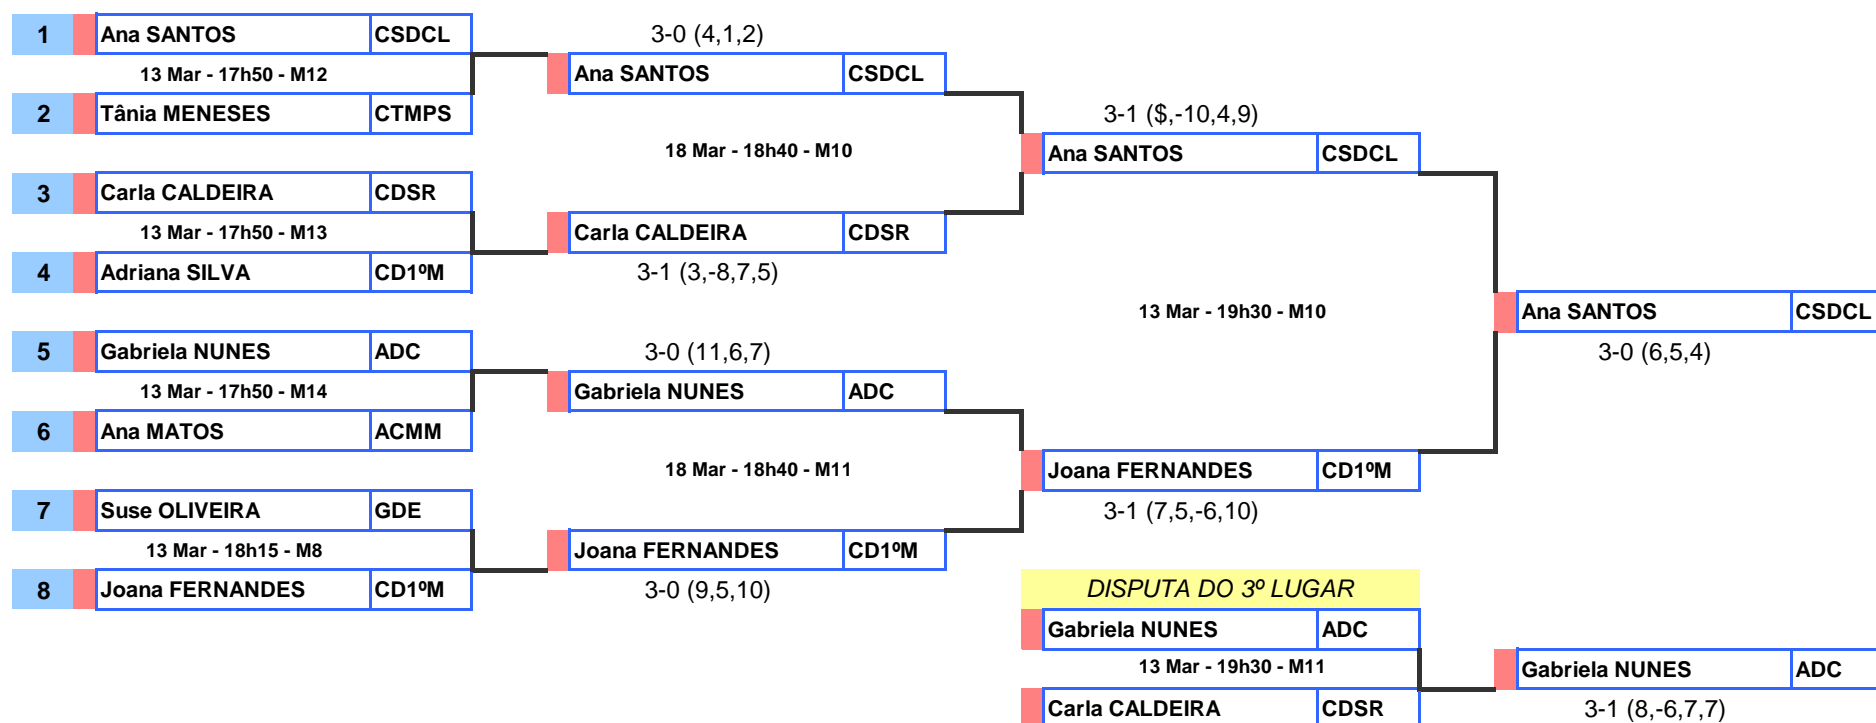 1 Ana SANTOS CSDCL 3-0 (4,1,2)
13 Mar - 17h50 - M12 Ana SANTOS CSDCL
2 Tânia MENESES CTMPS 3-1 ($,-10,4,9)
18 Mar - 18h40 - M10 Ana SANTOS CSDCL
3 Carla CALDEIRA CDSR
13 Mar - 17h50 - M13 Carla CALDEIRA CDSR
4 Adriana SILVA CD1ºM 3-1 (3,-8,7,5)
13 Mar - 19h30 - M10 Ana SANTOS CSDCL
5 Gabriela NUNES ADC 3-0 (11,6,7) 3-0 (6,5,4)
13 Mar - 17h50 - M14 Gabriela NUNES ADC
6 Ana MATOS ACMM
18 Mar - 18h40 - M11 Joana FERNANDES CD1ºM
7 Suse OLIVEIRA GDE 3-1 (7,5,-6,10)
13 Mar - 18h15 - M8 Joana FERNANDES CD1ºM
8 Joana FERNANDES CD1ºM 3-0 (9,5,10) DISPUTA DO 3º LUGAR
Gabriela NUNES ADC
13 Mar - 19h30 - M11 Gabriela NUNES ADC
Carla CALDEIRA CDSR 3-1 (8,-6,7,7)